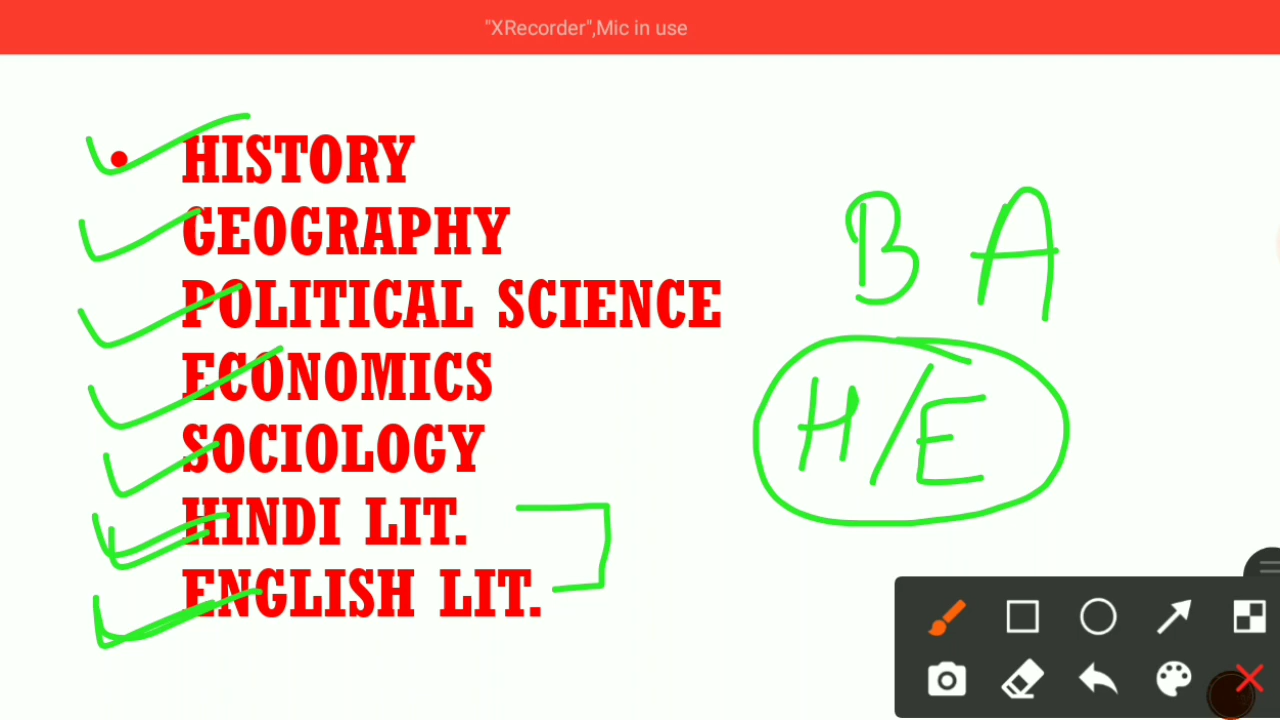 "XRecorder",Mic in use
HISTORY
GEOGRAPHY
POLITICAL SCIENCE
ECONOMICS
SOCIOLOGY
HINDI LIT.
ENGLISH LIT.
B A
H/E